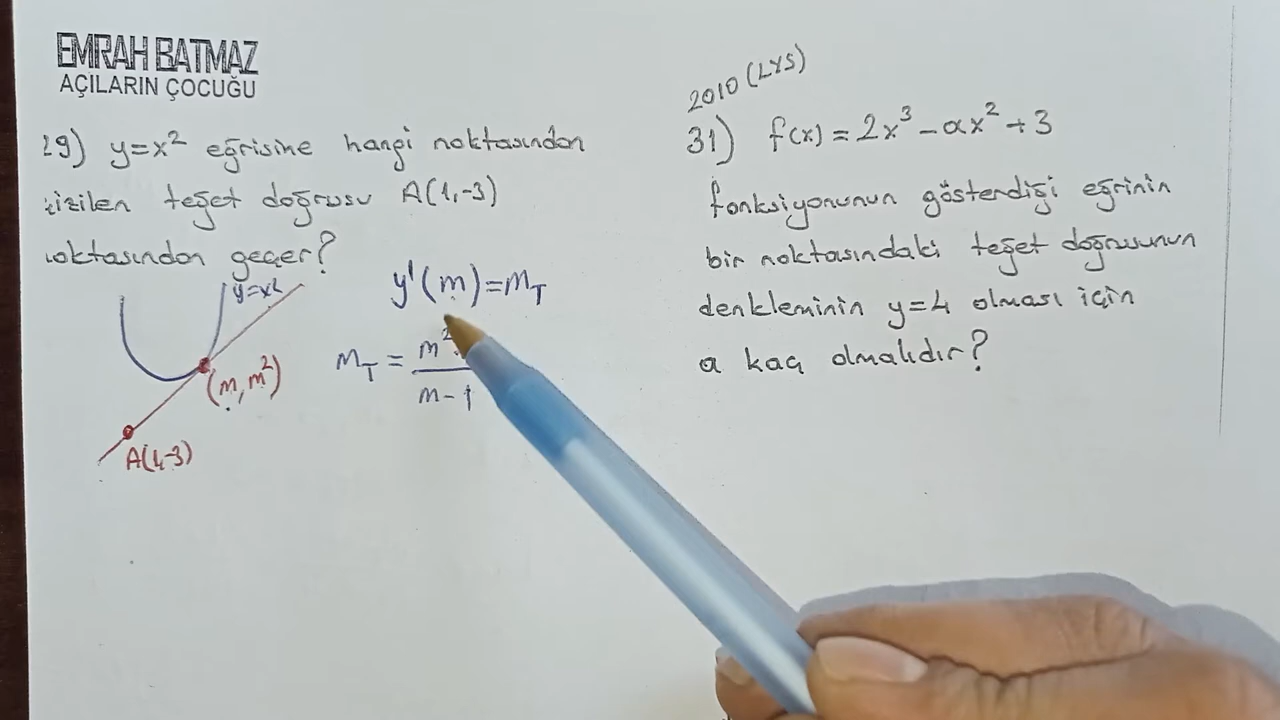 EMRAH BATMAZ
AÇILARIN ÇOCUĞU
29) y=x² eğrisine hangi noktasından
çizilen teğet doğrusu A(1,-3)
noktasından geçer?
y=x²
(m, m²)
A(1,-3)
y'(m)=m_T
m_T = m²
m-1
2010 (LYS)
31) f(x) = 2x³ - ax² + 3
fonksiyonunun gösterdiği eğrinin
bir noktasındaki teğet doğrusunun
denkleminin y=4 olması için
a kaç olmalıdır?